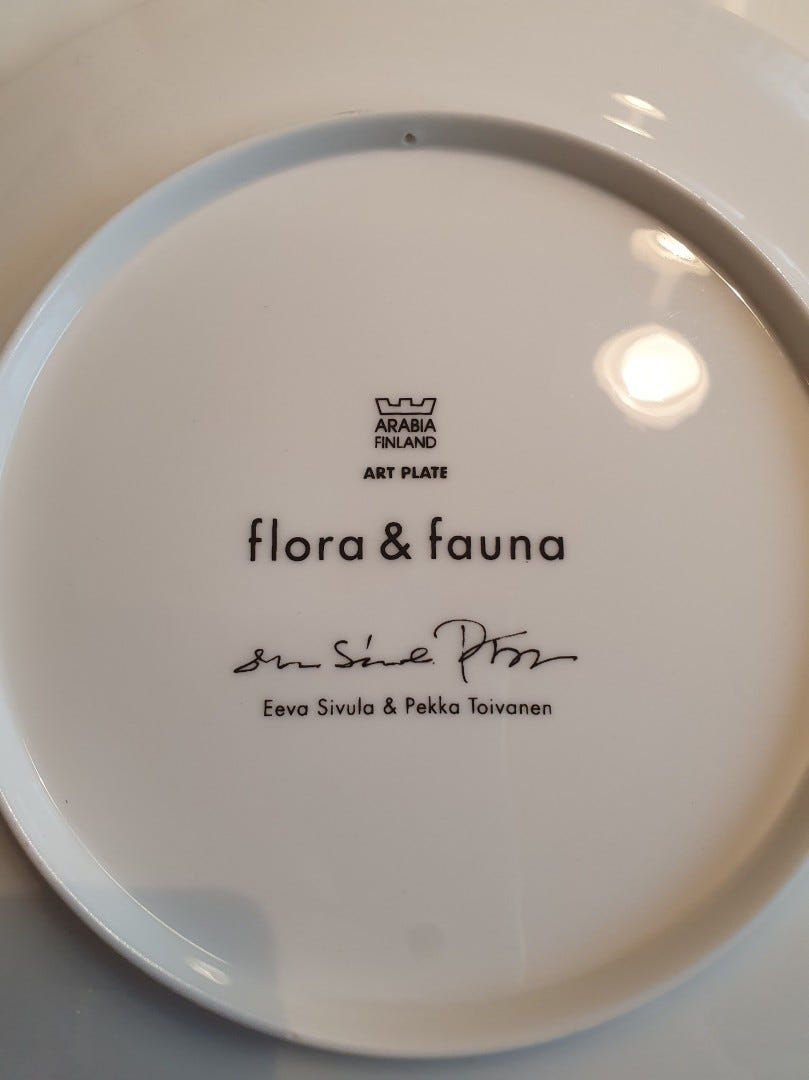 ARABIA
FINLAND
ART PLATE
flora & fauna
Eeva Sivula & Pekka Toivanen